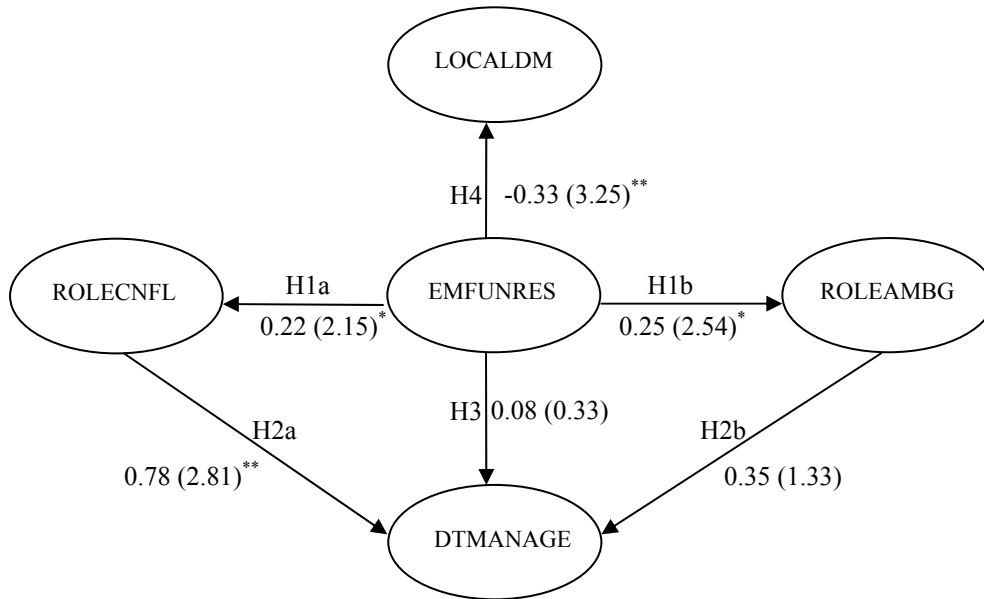 LOCALDM
H4 -0.33 (3.25)**
ROLECNFL
H1a
EMFUNRES
H1b
ROLEAMBG
0.22 (2.15)*
0.25 (2.54)*
H3 0.08 (0.33)
H2a
H2b
0.78 (2.81)**
0.35 (1.33)
DTMANAGE